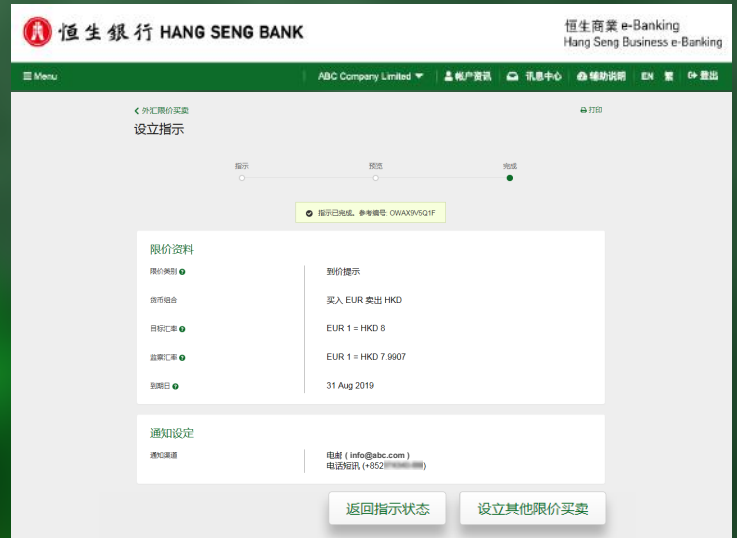 恒生銀行 HANG SENG BANK
恒生商業 e-Banking
Hang Seng Business e-Banking
Menu
ABC Company Limited
帐户资讯
讯息中心
辅助说明
EN
繁
登出
外汇限价买卖
打印
设立指示
指示
预览
完成
指示已完成。参考编号: OWAX9V5Q1F
限价资料
限价类别
到价提示
货币组合
买入 EUR 卖出 HKD
目标汇率
EUR 1 = HKD 8
监察汇率
EUR 1 = HKD 7.9907
到期日
31 Aug 2019
通知设定
通知渠道
电邮 ( info@abc.com )
电话短讯 (+852 )
返回指示状态
设立其他限价买卖